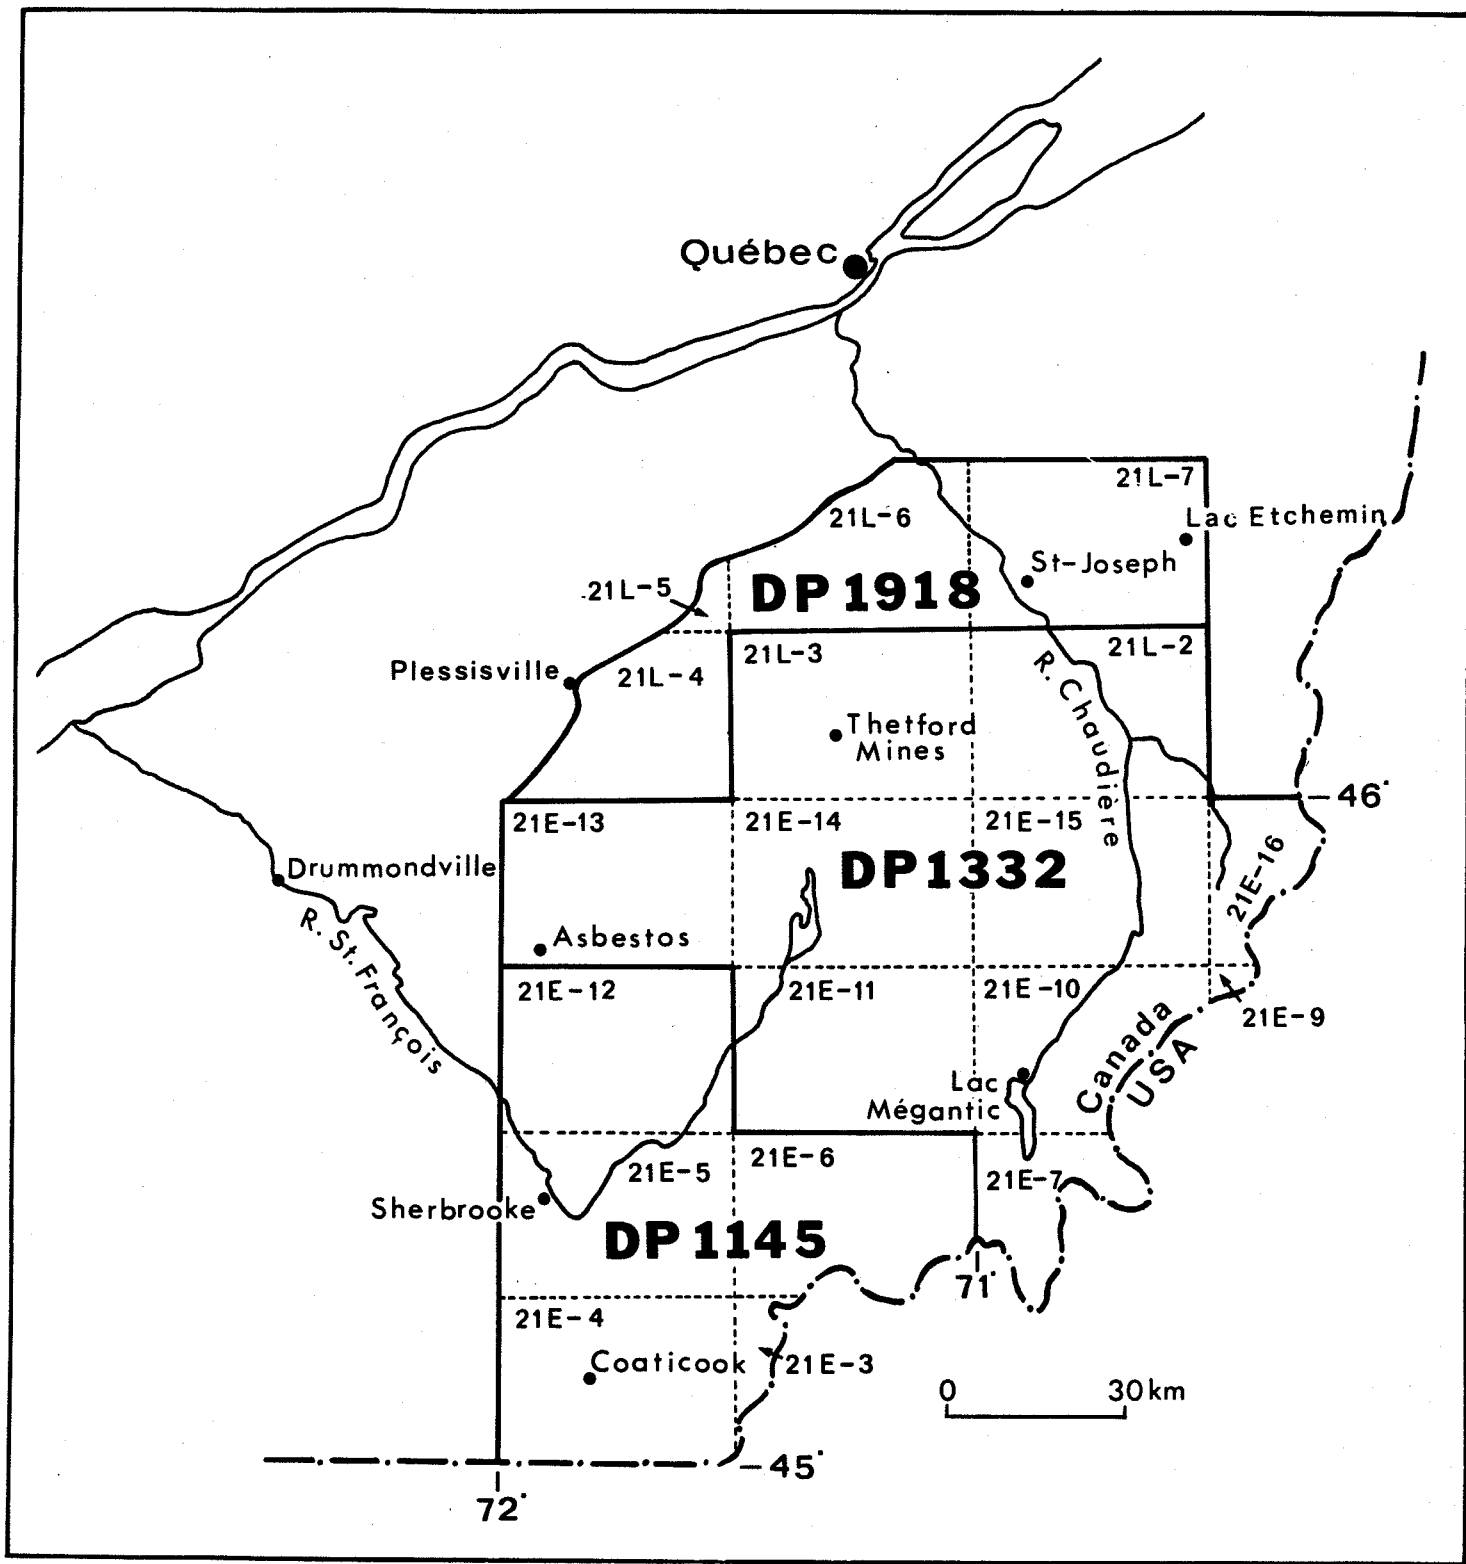 Québec
21L-7
Lac Etchemin
21L-6
St-Joseph
21L-5
DP 1918
21L-3
21L-2
Plessisville
21L-4
R. Chaudière
Thetford
Mines
46°
21E-13
21E-14
21E-15
Drummondville
DP1332
21E-16
R. St. François
Asbestos
21E-12
21E-11
21E-10
21E-9
Canada
USA
Lac
Mégantic
21E-6
21E-5
21E-7
Sherbrooke
DP 1145
71°
21E-4
Coaticook
21E-3
0 30 km
45°
72°